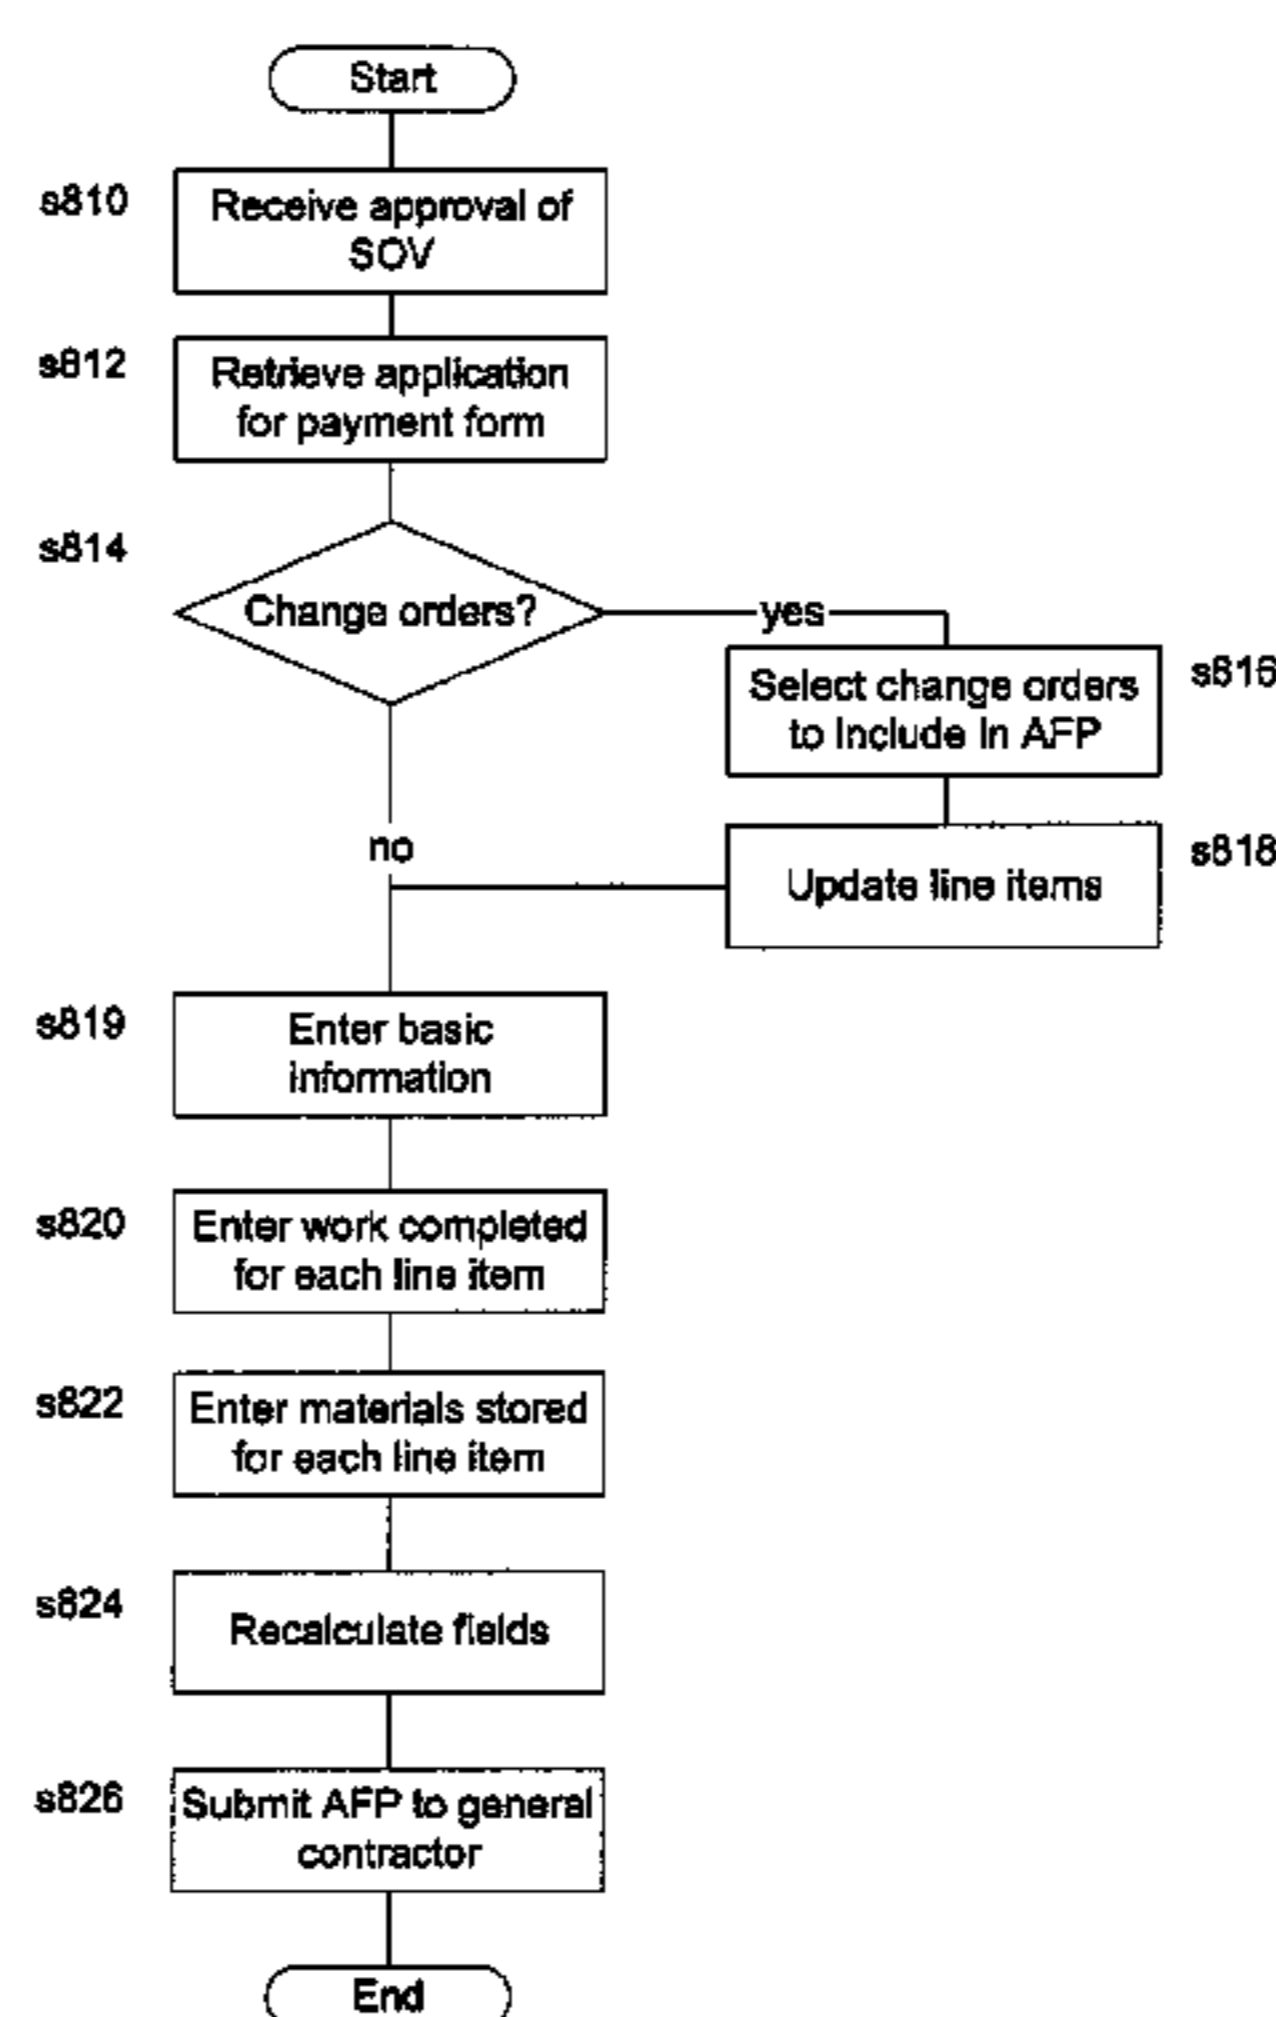 Start
s810
Receive approval of
SOV
s812
Retrieve application
for payment form
s814
Change orders?
yes
Select change orders
to include in AFP
s816
no
Update line items
s818
s819
Enter basic
information
s820
Enter work completed
for each line item
s822
Enter materials stored
for each line item
s824
Recalculate fields
s826
Submit AFP to general
contractor
End